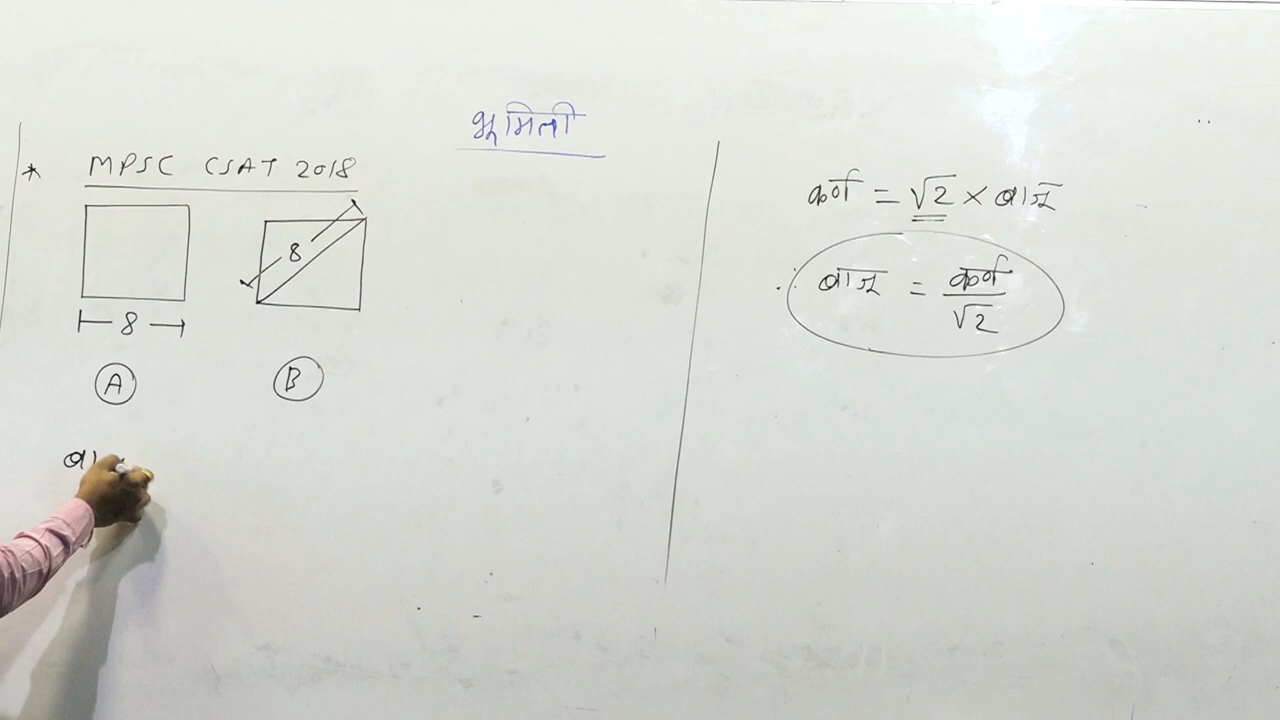 भूमिती
* MPSC CSAT 2018
8
8
A
B
बा
कर्ण = √2 × बाजू
∴ बाजू = कर्ण / √2